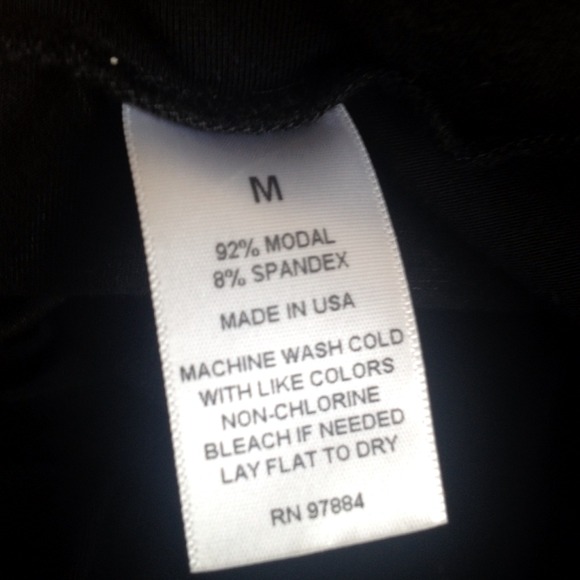 M
92% MODAL
8% SPANDEX
MADE IN USA
MACHINE WASH COLD
WITH LIKE COLORS
NON-CHLORINE
BLEACH IF NEEDED
LAY FLAT TO DRY
RN 97884